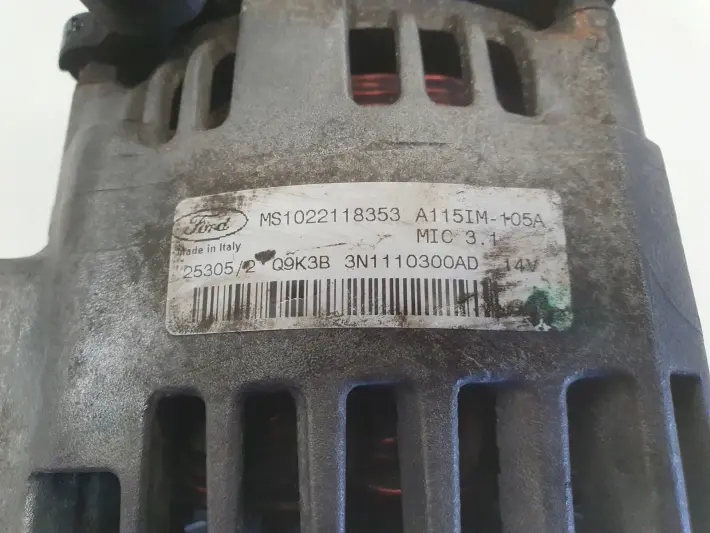 Ford MS1022118353 A115IM-105A
Made in Italy MIC 3.1
25305/2 Q9K3B 3N1110300AD 14V